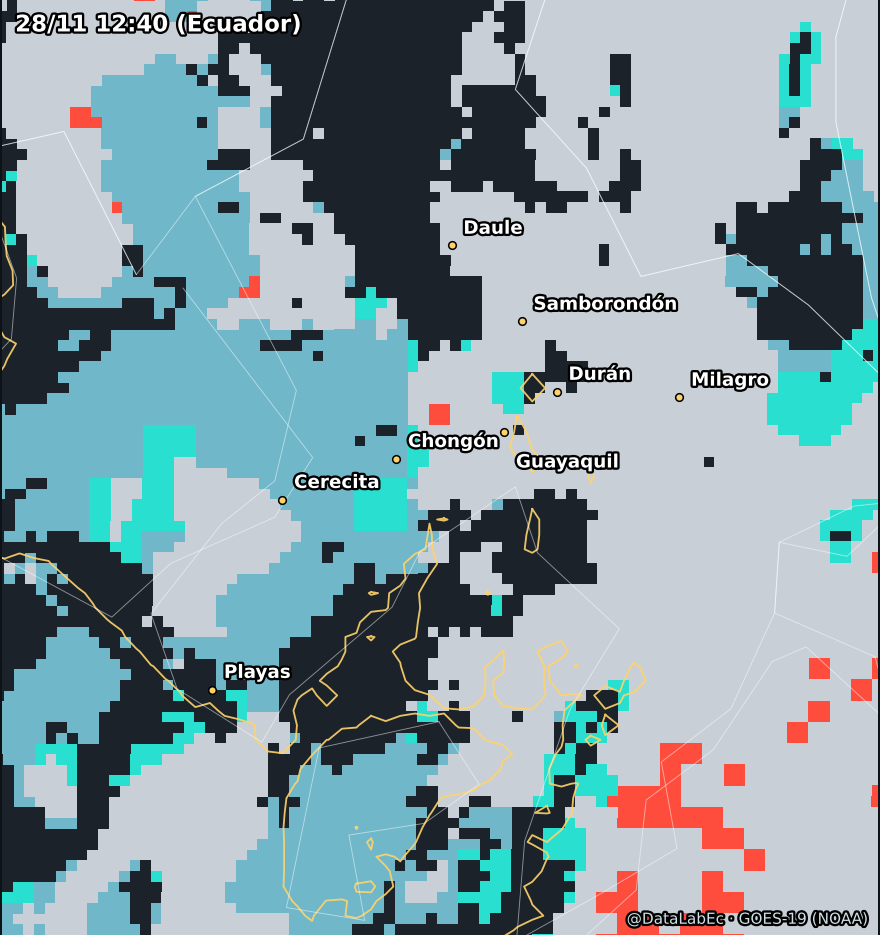 28/11 12:40 (Ecuador)
Daule
Samborondón
Durán
Milagro
Chongón
Guayaquil
Cerecita
Playas
@DataLabEc · GOES-19 (NOAA)